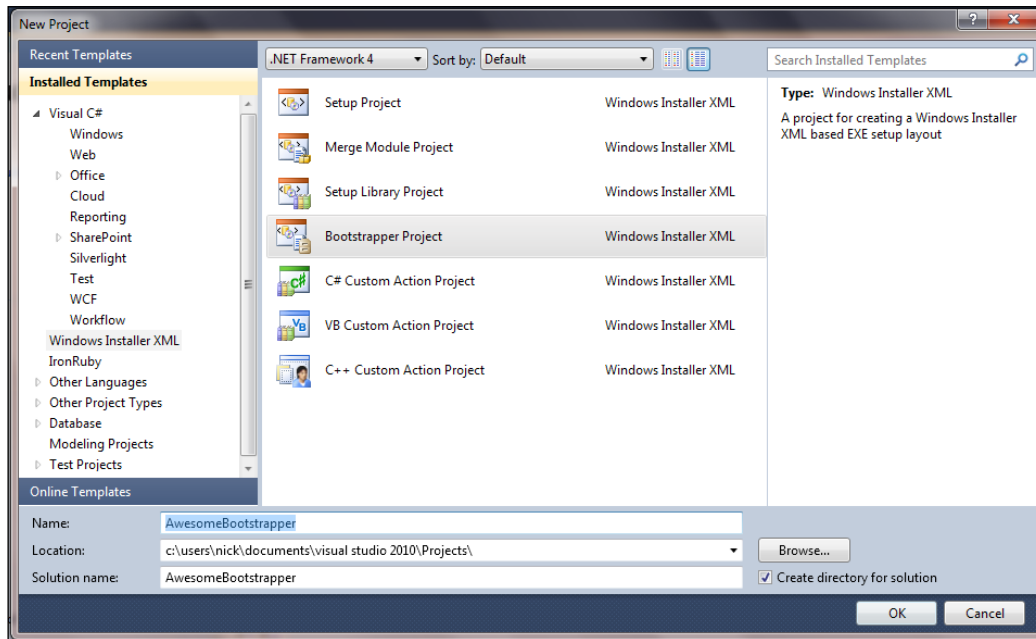 New Project
Recent Templates
Installed Templates
Visual C#
Windows
Web
Office
Cloud
Reporting
SharePoint
Silverlight
Test
WCF
Workflow
Windows Installer XML
IronRuby
Other Languages
Other Project Types
Database
Modeling Projects
Test Projects
Online Templates
.NET Framework 4
Sort by: Default
Setup Project Windows Installer XML
Merge Module Project Windows Installer XML
Setup Library Project Windows Installer XML
Bootstrapper Project Windows Installer XML
C# Custom Action Project Windows Installer XML
VB Custom Action Project Windows Installer XML
C++ Custom Action Project Windows Installer XML
Search Installed Templates
Type: Windows Installer XML
A project for creating a Windows Installer
XML based EXE setup layout
Name: AwesomeBootstrapper
Location: c:\users\nick\documents\visual studio 2010\Projects\
Browse...
Solution name: AwesomeBootstrapper
Create directory for solution
OK Cancel